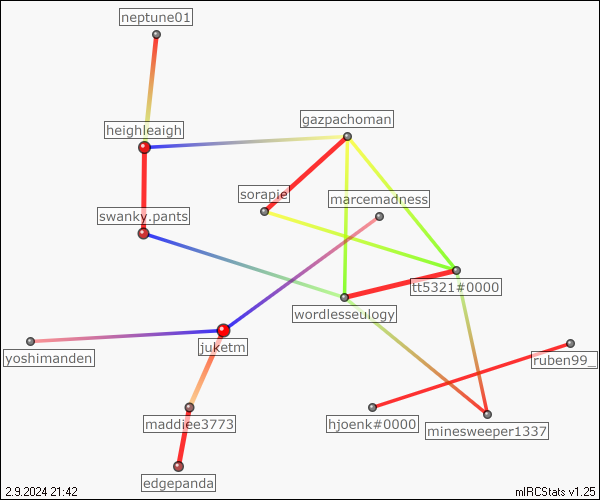 neptune01
gazpachoman
heighleaigh
sorapie
marcemadness
swanky.pants
tt5321#0000
wordlesseulogy
juketm
yoshimanden
ruben99_
maddiee3773
hjoenk#0000
minesweeper1337
edgepanda
2.9.2024 21:42
mIRCStats v1.25